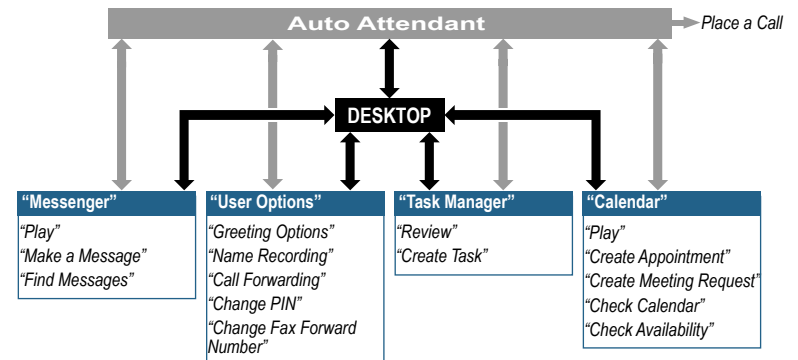 Auto Attendant
Place a Call
DESKTOP
“Messenger”
“Play”
“Make a Message”
“Find Messages”
“User Options”
“Greeting Options”
“Name Recording”
“Call Forwarding”
“Change PIN”
“Change Fax Forward
Number”
“Task Manager”
“Review”
“Create Task”
“Calendar”
“Play”
“Create Appointment”
“Create Meeting Request”
“Check Calendar”
“Check Availability”